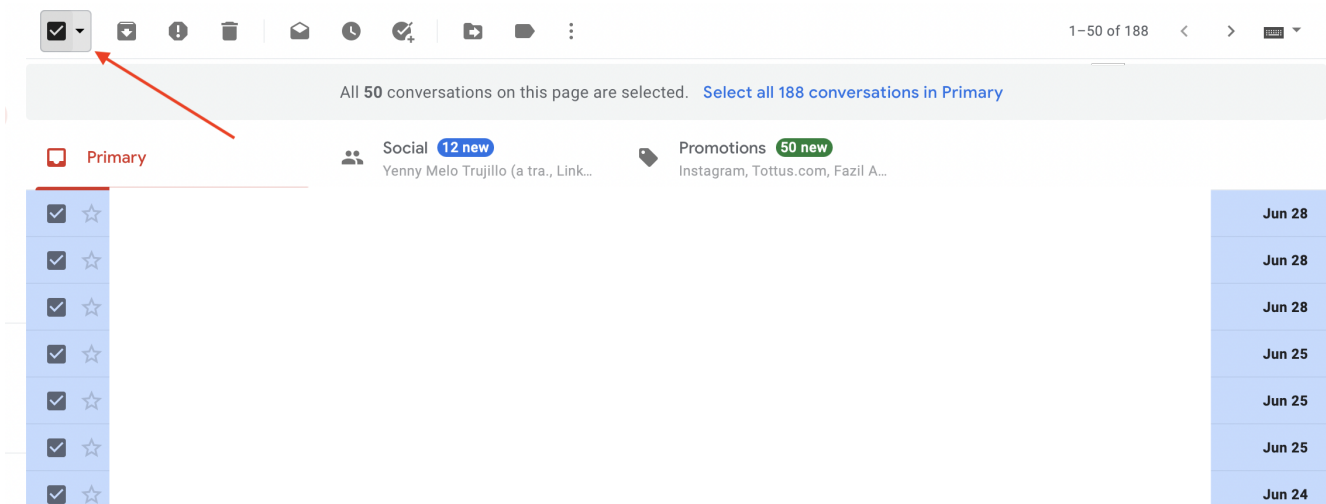 1–50 of 188
All 50 conversations on this page are selected. Select all 188 conversations in Primary
Primary
Social 12 new
Yenny Melo Trujillo (a tra., Link...
Promotions 50 new
Instagram, Tottus.com, Fazil A...
Jun 28
Jun 28
Jun 28
Jun 25
Jun 25
Jun 25
Jun 24